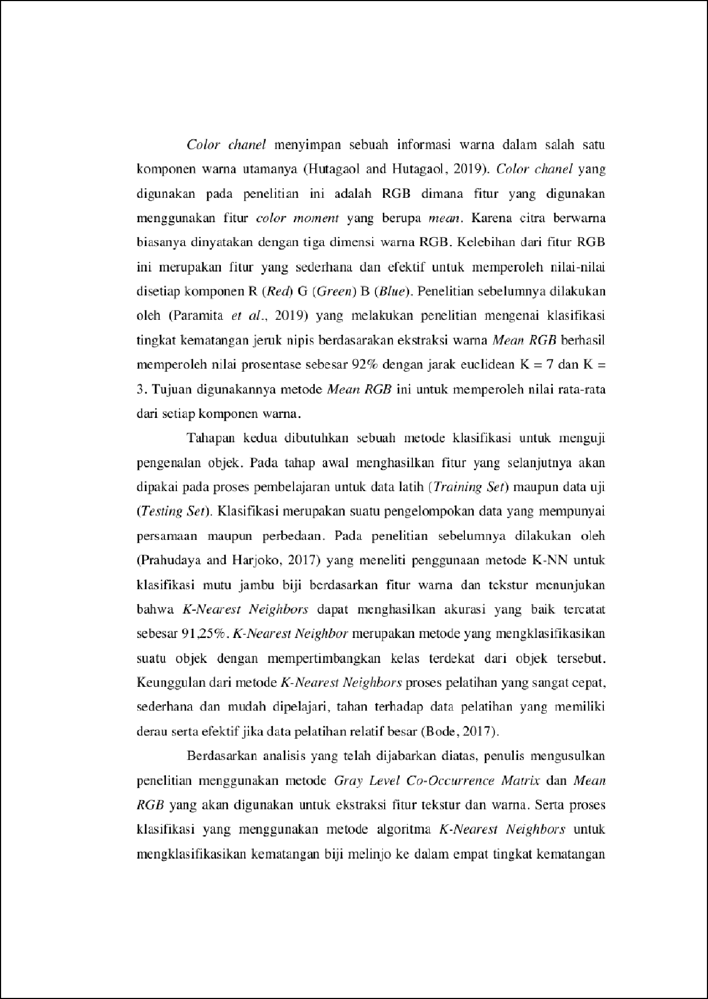 Color chanel menyimpan sebuah informasi warna dalam salah satu
komponen warna utamanya (Hutagaol and Hutagaol, 2019). Color chanel yang
digunakan pada penelitian ini adalah RGB dimana fitur yang digunakan
menggunakan fitur color moment yang berupa mean. Karena citra berwarna
biasanya dinyatakan dengan tiga dimensi warna RGB. Kelebihan dari fitur RGB
ini merupakan fitur yang sederhana dan efektif untuk memperoleh nilai-nilai
disetiap komponen R (Red) G (Green) B (Blue). Penelitian sebelumnya dilakukan
oleh (Paramita et al., 2019) yang melakukan penelitian mengenai klasifikasi
tingkat kematangan jeruk nipis berdasarakan ekstraksi warna Mean RGB berhasil
memperoleh nilai prosentase sebesar 92% dengan jarak euclidean K = 7 dan K =
3. Tujuan digunakannya metode Mean RGB ini untuk memperoleh nilai rata-rata
dari setiap komponen warna.
Tahapan kedua dibutuhkan sebuah metode klasifikasi untuk menguji
pengenalan objek. Pada tahap awal menghasilkan fitur yang selanjutnya akan
dipakai pada proses pembelajaran untuk data latih (Training Set) maupun data uji
(Testing Set). Klasifikasi merupakan suatu pengelompokan data yang mempunyai
persamaan maupun perbedaan. Pada penelitian sebelumnya dilakukan oleh
(Prahudaya and Harjoko, 2017) yang meneliti penggunaan metode K-NN untuk
klasifikasi mutu jambu biji berdasarkan fitur warna dan tekstur menunjukan
bahwa K-Nearest Neighbors dapat menghasilkan akurasi yang baik tercatat
sebesar 91,25%. K-Nearest Neighbor merupakan metode yang mengklasifikasikan
suatu objek dengan mempertimbangkan kelas terdekat dari objek tersebut.
Keunggulan dari metode K-Nearest Neighbors proses pelatihan yang sangat cepat,
sederhana dan mudah dipelajari, tahan terhadap data pelatihan yang memiliki
derau serta efektif jika data pelatihan relatif besar (Bode, 2017).
Berdasarkan analisis yang telah dijabarkan diatas, penulis mengusulkan
penelitian menggunakan metode Gray Level Co-Occurrence Matrix dan Mean
RGB yang akan digunakan untuk ekstraksi fitur tekstur dan warna. Serta proses
klasifikasi yang menggunakan metode algoritma K-Nearest Neighbors untuk
mengklasifikasikan kematangan biji melinjo ke dalam empat tingkat kematangan